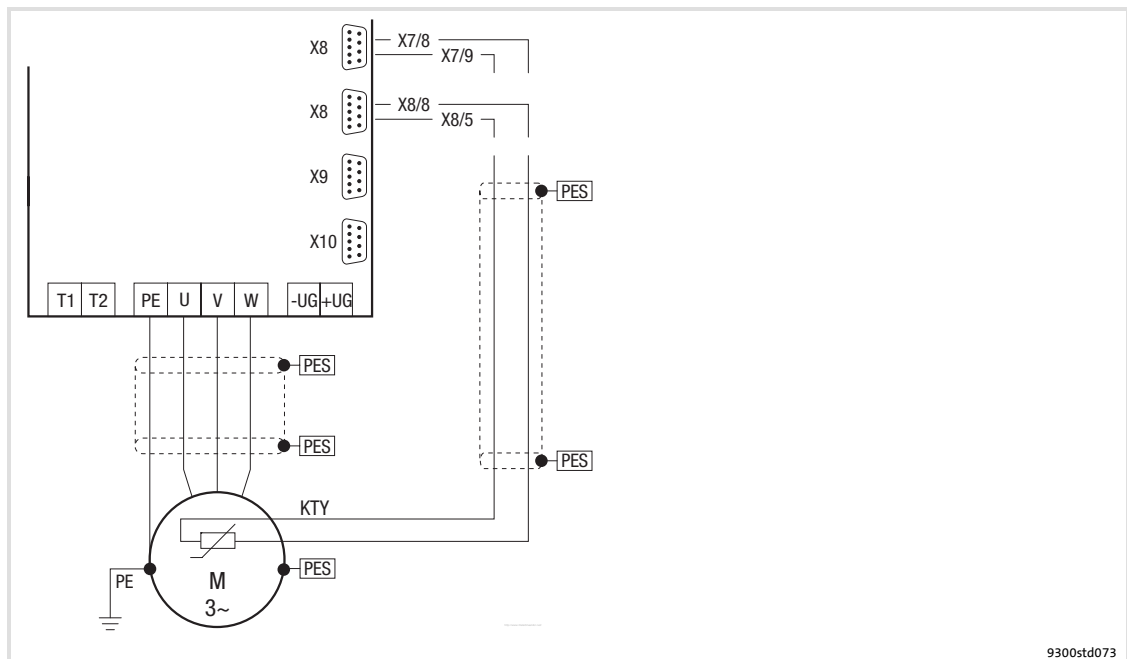 X8
X7/8
X7/9
X8
X8/8
X8/5
X9
PES
X10
T1 T2 PE U V W -UG +UG
PES
PES
PES
KTY
PES
PE
M
3~
9300std073